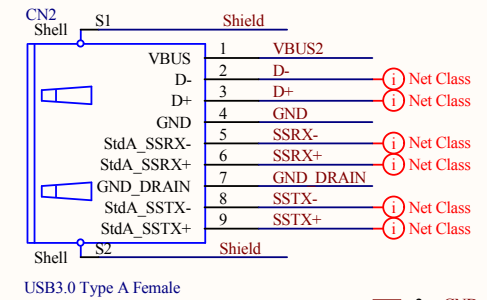 CN2
Shell S1 Shield
VBUS 1 VBUS2
D- 2 D- i Net Class
D+ 3 D+ i Net Class
GND 4 GND
StdA_SSRX- 5 SSRX- i Net Class
StdA_SSRX+ 6 SSRX+ i Net Class
GND_DRAIN 7 GND_DRAIN
StdA_SSTX- 8 SSTX- i Net Class
StdA_SSTX+ 9 SSTX+ i Net Class
Shell S2 Shield
USB3.0 Type A Female